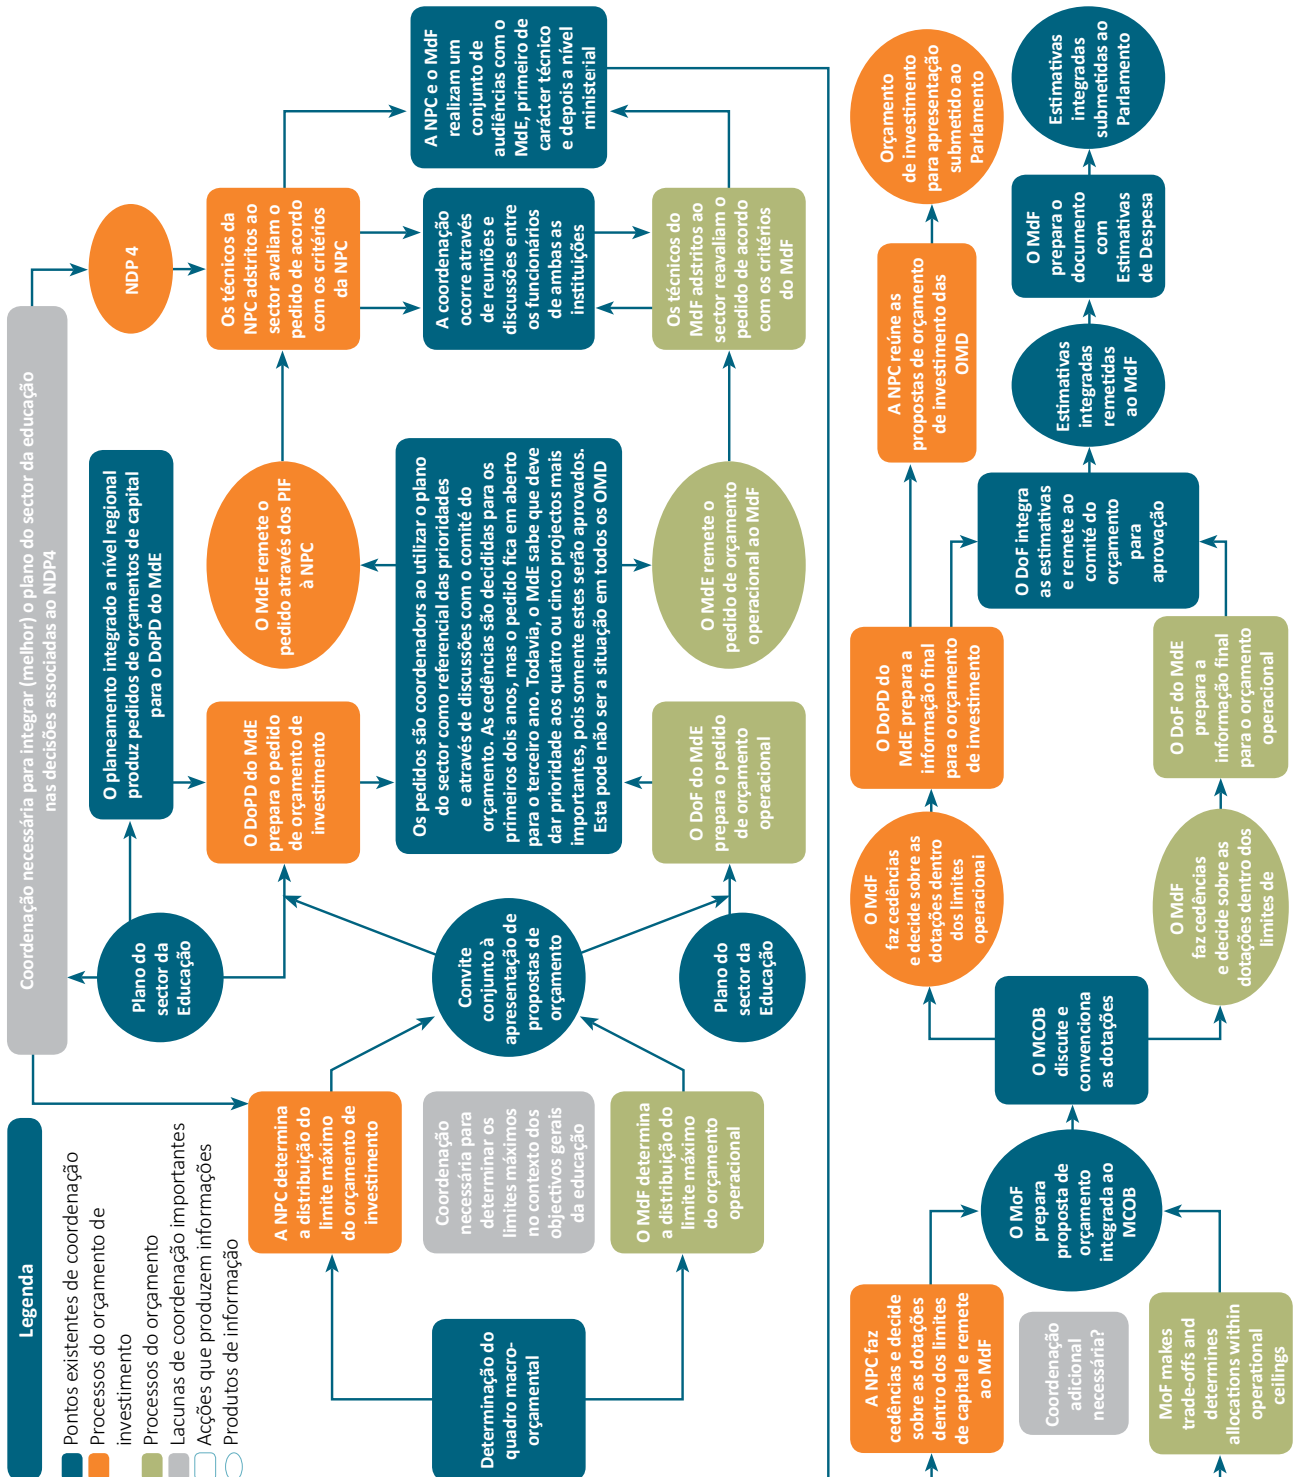 Legenda
Pontos existentes de coordenação
Processos do orçamento de
investimento
Processos do orçamento
Lacunas de coordenação importantes
Acções que produzem informações
Produtos de informação
Coordenação necessária para integrar (melhor) o plano do sector da educação
nas decisões associadas ao NDP4
Determinação do
quadro macro-
orçamental
A NPC determina
a distribuição do
limite máximo
do orçamento de
investimento
Coordenação
necessária para
determinar os
limites máximos
no contexto dos
objectivos gerais
da educação
O MdF determina
a distribuição do
limite máximo
do orçamento
operacional
Plano do
sector da
Educação
Convite
conjunto à
apresentação de
propostas de
orçamento
Plano do
sector da
Educação
O planeamento integrado a nível regional
produz pedidos de orçamentos de capital
para o DoPD do MdE
O DoPD do MdE
prepara o pedido
de orçamento de
investimento
Os pedidos são coordenadors ao utilizar o plano
do sector como referencial das prioridades
e através de discussões com o comité do
orçamento. As cedências são decididas para os
primeiros dois anos, mas o pedido fica em aberto
para o terceiro ano. Todavia, o MdE sabe que deve
dar prioridade aos quatro ou cinco projectos mais
importantes, pois somente estes serão aprovados.
Esta pode não ser a situação em todos os OMD
O DoF do MdE
prepara o pedido
de orçamento
operacional
O MdE remete o
pedido através dos PIF
à NPC
O MdE remete o
pedido de orçamento
operacional ao MdF
NDP 4
Os técnicos da
NPC adstritos ao
sector avaliam o
pedido de acordo
com os critérios
da NPC
A coordenação
ocorre através
de reuniões e
discussões entre
os funcionários
de ambas as
instituições
Os técnicos do
MdF adstritos ao
sector reavaliam o
pedido de acordo
com os critérios
do MdF
A NPC e o MdF
realizam um
conjunto de
audiências com o
MdE, primeiro de
carácter técnico
e depois a nível
ministerial
A NPC faz
cedências e decide
sobre as dotações
dentro dos limites
de capital e remete
ao MdF
Coordenação
adicional
necessária?
MoF makes
trade-offs and
determines
allocations within
operational
ceilings
O MoF
prepara
proposta de
orçamento
integrada ao
MCOB
O MCOB
discute e
convenciona
as dotações
O MdF
faz cedências
e decide sobre as
dotações dentro
dos limites
operacionai
O MdF
faz cedências
e decide sobre as
dotações dentro dos
limites de
O DoPD do
MdE prepara a
informação final
para o orçamento
de investimento
O DoF do MdE
prepara a
informação final
para o orçamento
operacional
A NPC reúne as
propostas de orçamento
de investimento das
OMD
O DoF integra
as estimativas
e remete ao
comité do
orçamento
para
aprovação
Estimativas
integradas
remetidas
ao MdF
O MdF
prepara o
documento
com
Estimativas
de Despesa
Orçamento
de investimento
para apresentação
submetido ao
Parlamento
Estimativas
integradas
submetidas ao
Parlamento